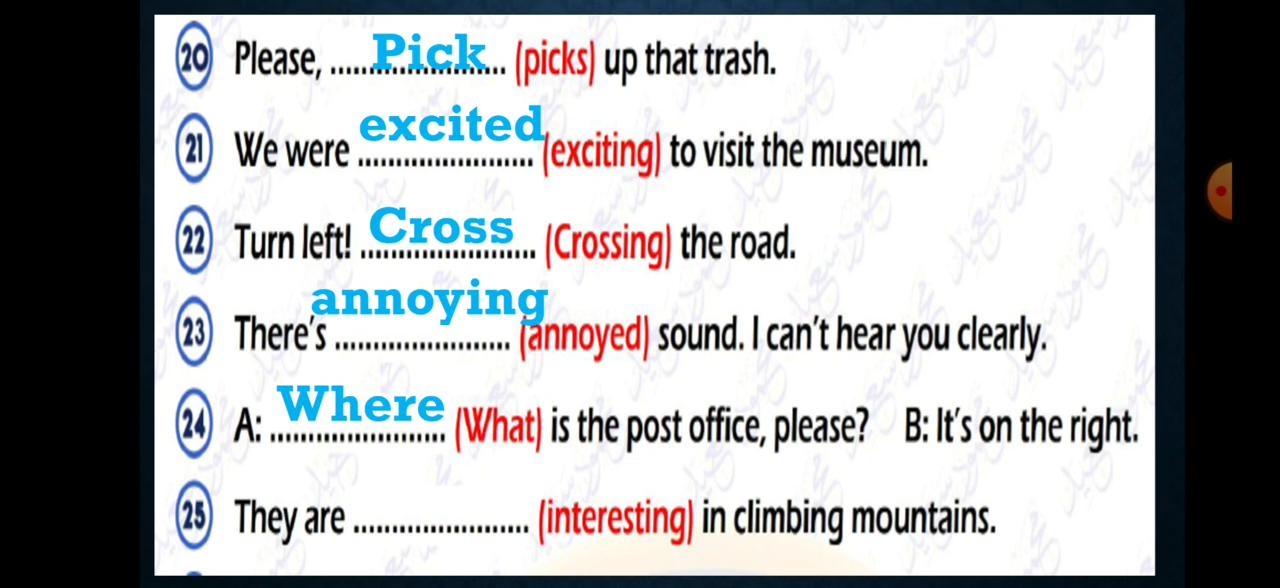 20 Please, ....................... Pick (picks) up that trash.
21 We were ....................... excited (exciting) to visit the museum.
22 Turn left! ....................... Cross (Crossing) the road.
23 There's ....................... annoying (annoyed) sound. I can't hear you clearly.
24 A: ....................... Where (What) is the post office, please? B: It's on the right.
25 They are ....................... (interesting) in climbing mountains.